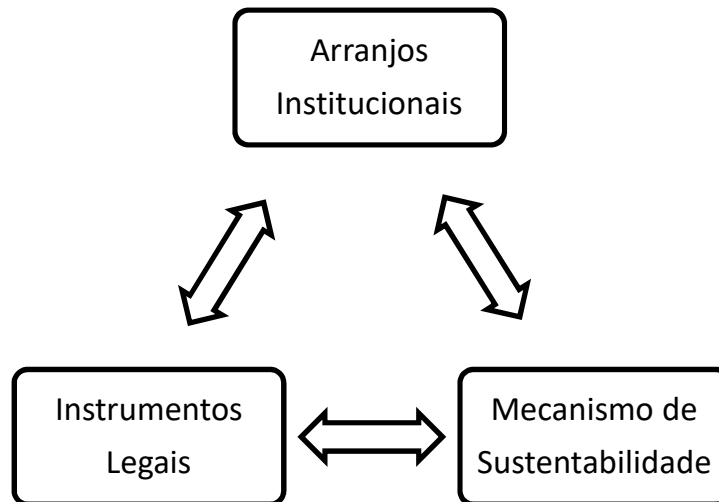 Arranjos
Institucionais
Instrumentos
Legais
Mecanismo de
Sustentabilidade